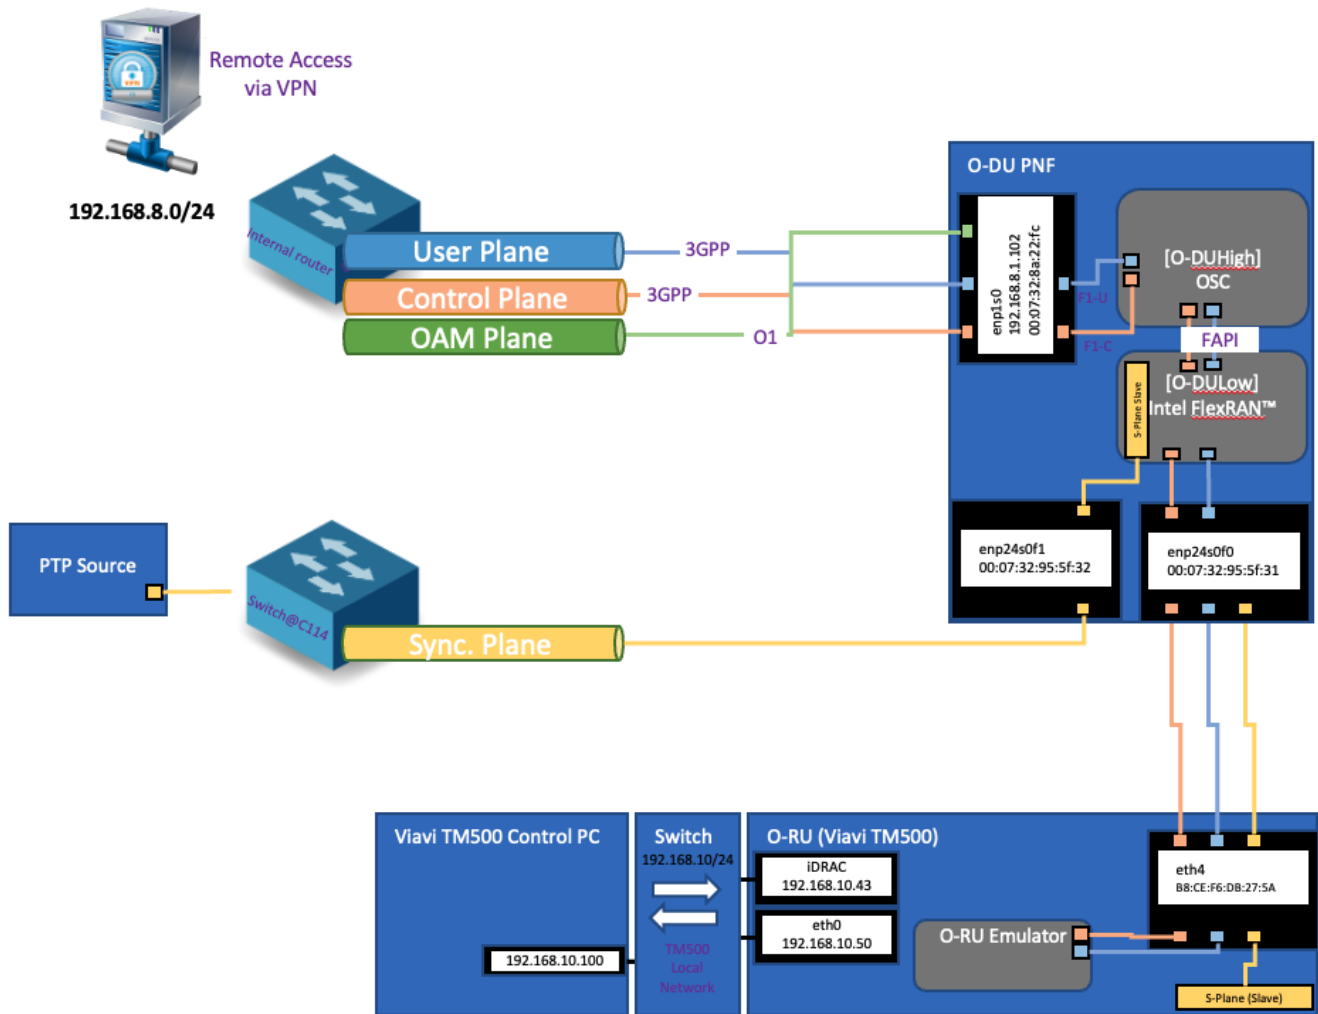 Remote Access
via VPN
VPN
192.168.8.0/24
Internal router
User Plane
3GPP
Control Plane
3GPP
OAM Plane
O1
O-DU PNF
enp1s0
192.168.8.1.102
00:07:32:8a:22:fc
F1-U
F1-C
[O-DUHigh]
OSC
FAPI
[O-DULow]
Intel FlexRAN™
S-Plane Slave
enp24s0f1
00:07:32:95:5f:32
enp24s0f0
00:07:32:95:5f:31
PTP Source
Switch@C114
Sync. Plane
Viavi TM500 Control PC
192.168.10.100
Switch
192.168.10/24
TM500
Local
Network
O-RU (Viavi TM500)
iDRAC
192.168.10.43
eth0
192.168.10.50
O-RU Emulator
eth4
B8:CE:F6:DB:27:5A
S-Plane (Slave)